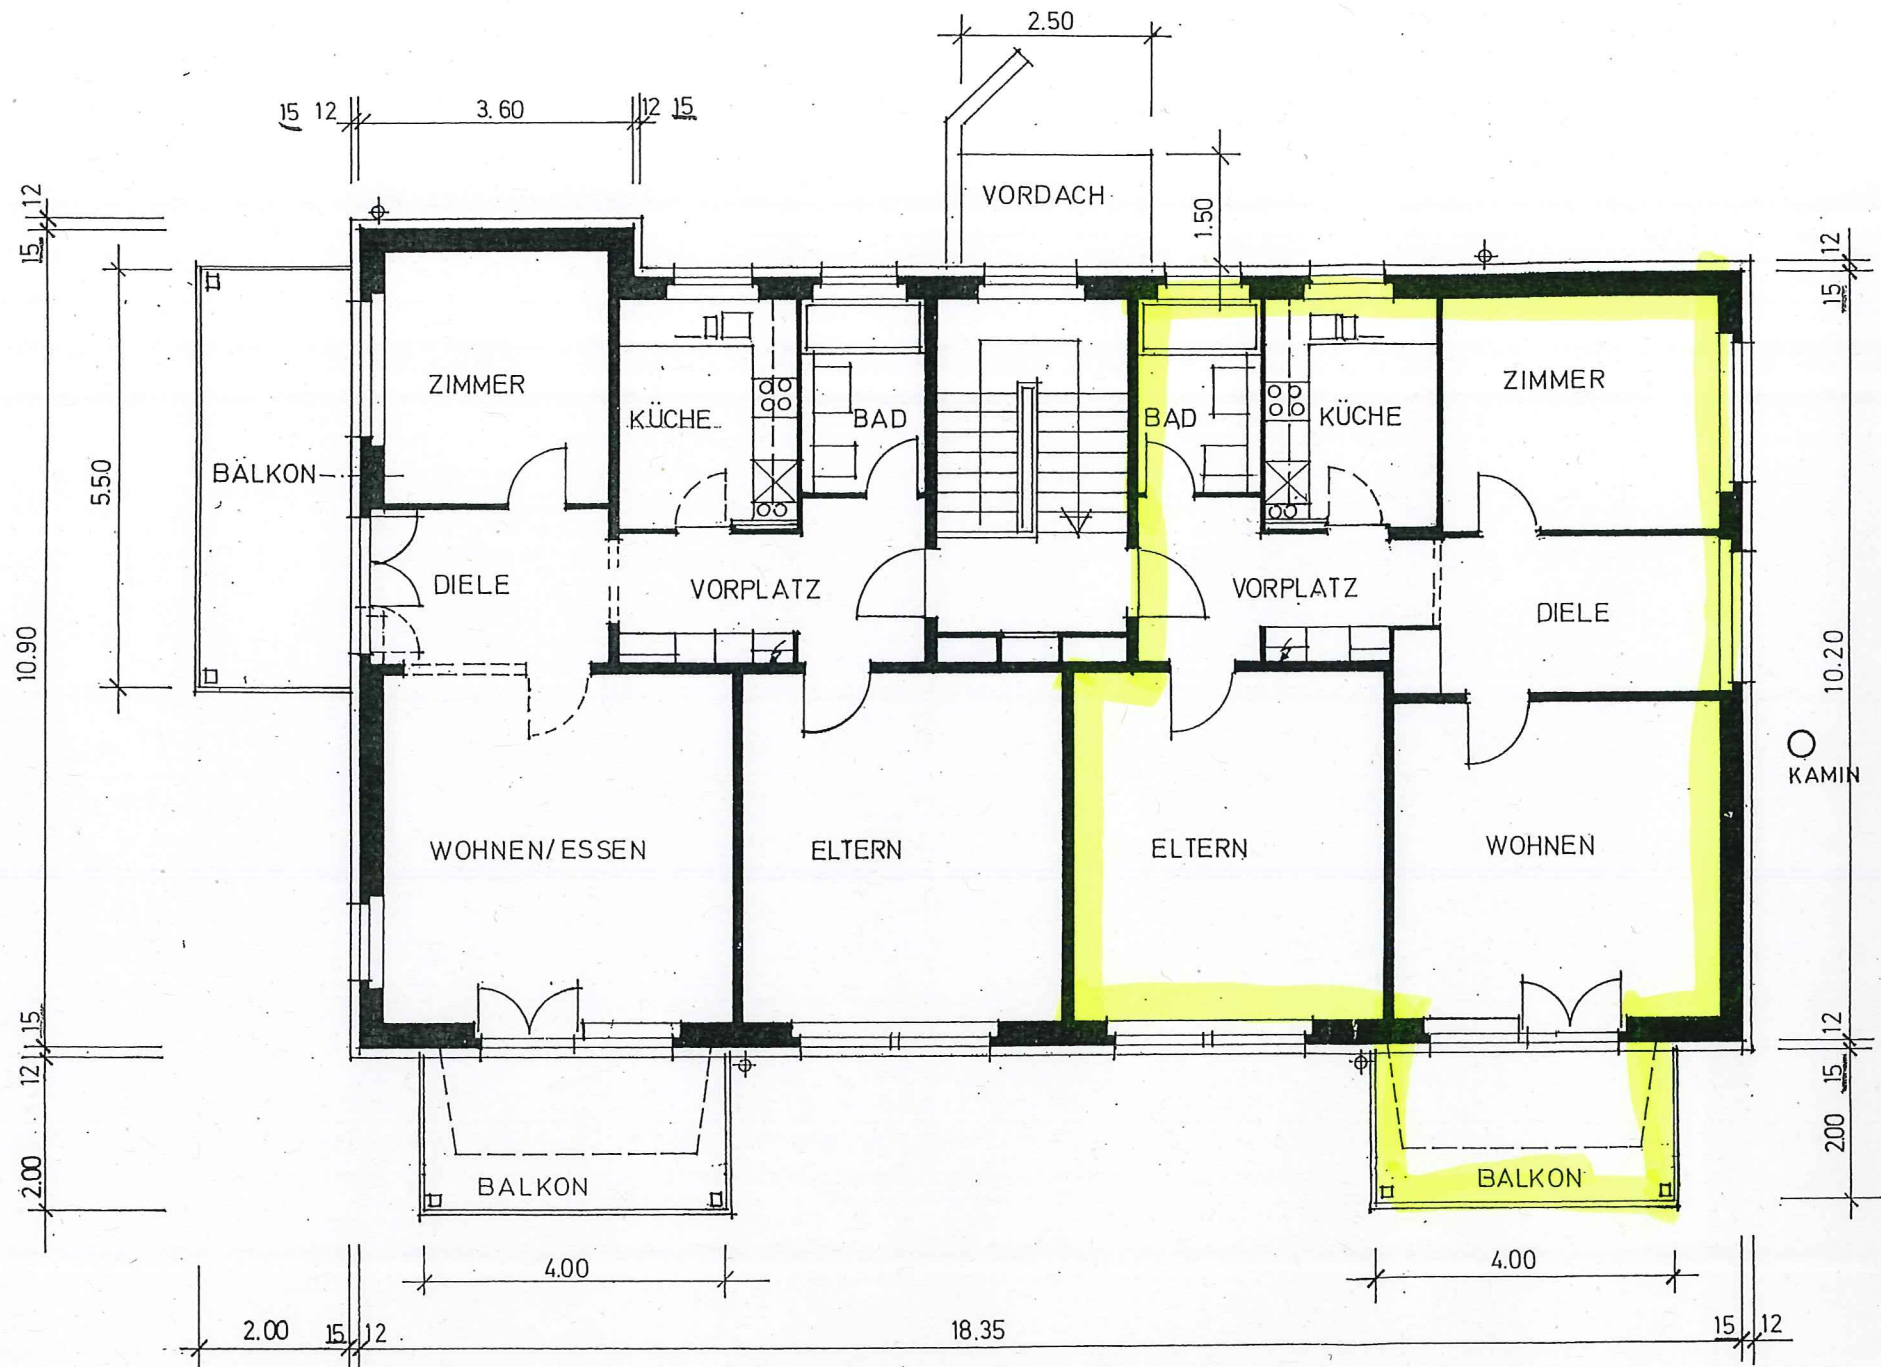 2.50
15 12 3.60 12 15
VORDACH
1.50
12
15
12
15
ZIMMER
KÜCHE
BAD
BAD
KÜCHE
ZIMMER
BALKON
5.50
DIELE
VORPLATZ
VORPLATZ
DIELE
10.90
10.20
KAMIN
WOHNEN/ESSEN
ELTERN
ELTERN
WOHNEN
15
12
12
15
2.00
2.00
BALKON
BALKON
4.00
4.00
2.00 15 12 18.35 15 12